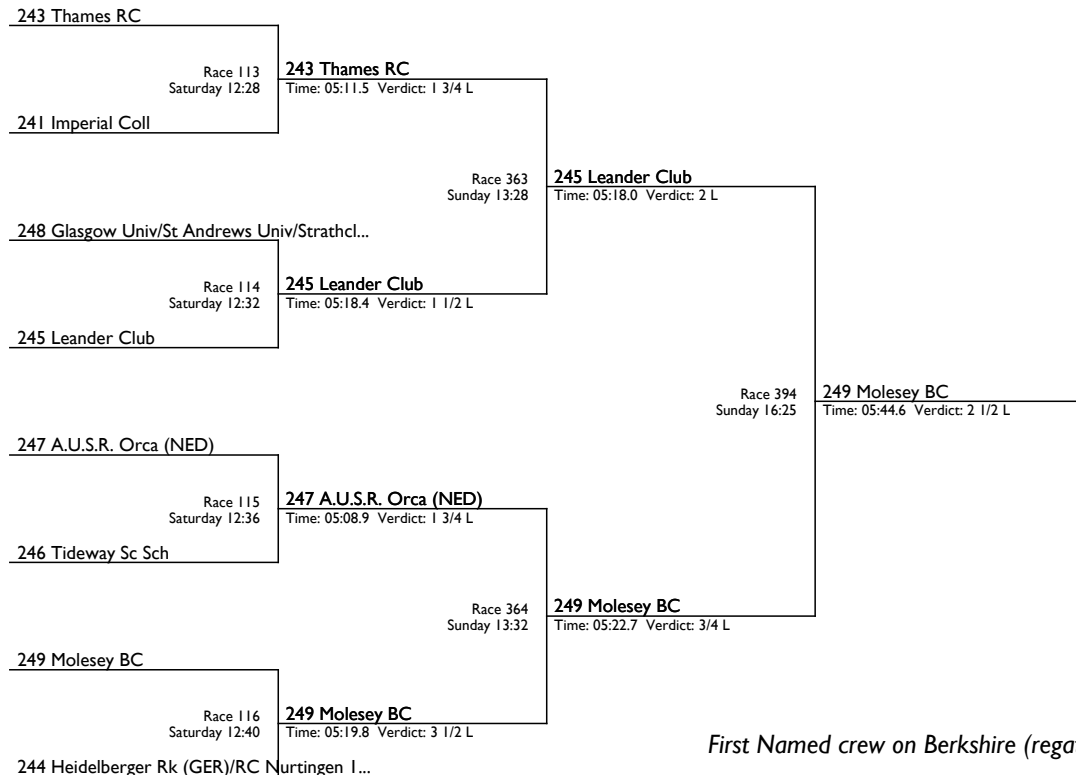 243 Thames RC
Race 113
Saturday 12:28
243 Thames RC
Time: 05:11.5 Verdict: 1 3/4 L
241 Imperial Coll
Race 363
Sunday 13:28
245 Leander Club
Time: 05:18.0 Verdict: 2 L
248 Glasgow Univ/St Andrews Univ/Strathcl...
Race 114
Saturday 12:32
245 Leander Club
Time: 05:18.4 Verdict: 1 1/2 L
245 Leander Club
Race 394
Sunday 16:25
249 Molesey BC
Time: 05:44.6 Verdict: 2 1/2 L
247 A.U.S.R. Orca (NED)
Race 115
Saturday 12:36
247 A.U.S.R. Orca (NED)
Time: 05:08.9 Verdict: 1 3/4 L
246 Tideway Sc Sch
Race 364
Sunday 13:32
249 Molesey BC
Time: 05:22.7 Verdict: 3/4 L
249 Molesey BC
Race 116
Saturday 12:40
249 Molesey BC
Time: 05:19.8 Verdict: 3 1/2 L
244 Heidelberger Rk (GER)/RC Nurtingen 1...
First Named crew on Berkshire (rega